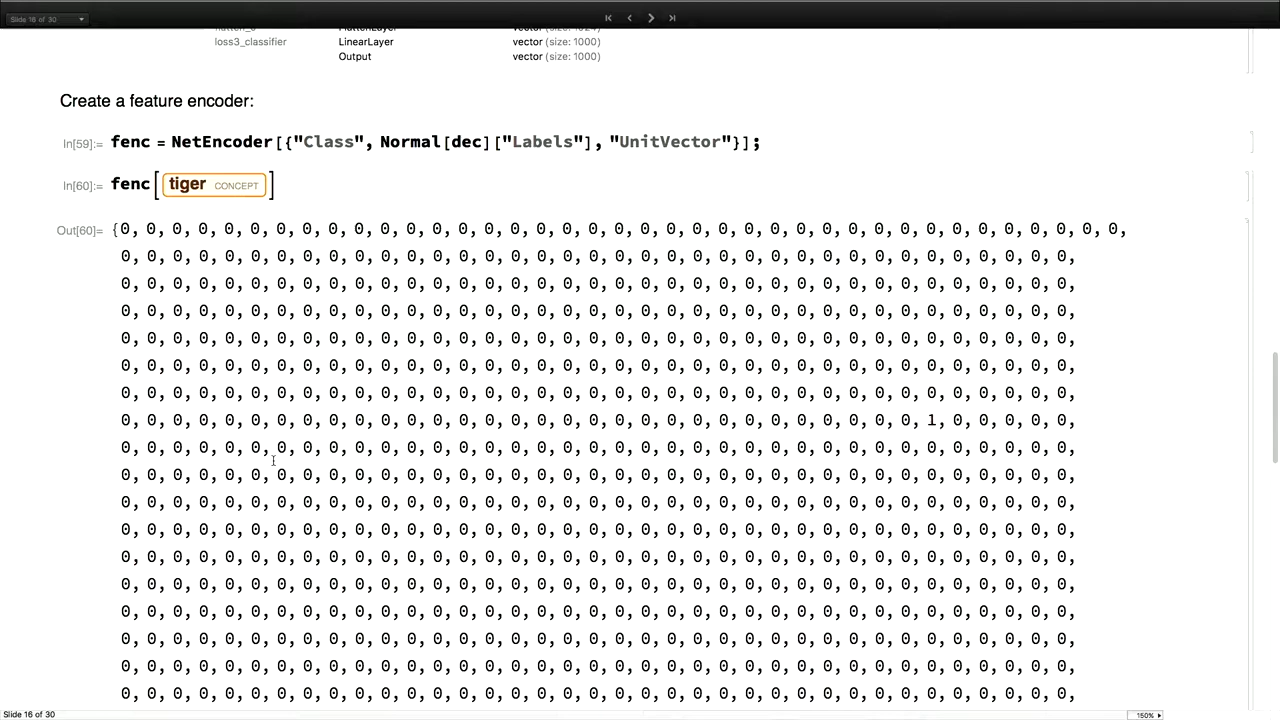 Slide 16 of 30
loss3_classifier LinearLayer vector (size: 1000)
Output vector (size: 1000)
Create a feature encoder:
In[59]:= fenc = NetEncoder[{"Class", Normal[dec]["Labels"], "UnitVector"}];
In[60]:= fenc[tiger CONCEPT]
Out[60]= {0, 0, 0, 0, 0, 0, 0, 0, 0, 0, 0, 0, 0, 0, 0, 0, 0, 0, 0, 0, 0, 0, 0, 0, 0, 0, 0, 0, 0, 0, 0, 0, 0, 0, 0, 0, 0, 0, 0,
0, 0, 0, 0, 0, 0, 0, 0, 0, 0, 0, 0, 0, 0, 0, 0, 0, 0, 0, 0, 0, 0, 0, 0, 0, 0, 0, 0, 0, 0, 0, 0, 0, 0, 0, 0, 0,
0, 0, 0, 0, 0, 0, 0, 0, 0, 0, 0, 0, 0, 0, 0, 0, 0, 0, 0, 0, 0, 0, 0, 0, 0, 0, 0, 0, 0, 0, 0, 0, 0, 0, 0, 0, 0,
0, 0, 0, 0, 0, 0, 0, 0, 0, 0, 0, 0, 0, 0, 0, 0, 0, 0, 0, 0, 0, 0, 0, 0, 0, 0, 0, 0, 0, 0, 0, 0, 0, 0, 0, 0, 0,
0, 0, 0, 0, 0, 0, 0, 0, 0, 0, 0, 0, 0, 0, 0, 0, 0, 0, 0, 0, 0, 0, 0, 0, 0, 0, 0, 0, 0, 0, 0, 0, 0, 0, 0, 0, 0,
0, 0, 0, 0, 0, 0, 0, 0, 0, 0, 0, 0, 0, 0, 0, 0, 0, 0, 0, 0, 0, 0, 0, 0, 0, 0, 0, 0, 0, 0, 0, 0, 0, 0, 0, 0, 0,
0, 0, 0, 0, 0, 0, 0, 0, 0, 0, 0, 0, 0, 0, 0, 0, 0, 0, 0, 0, 0, 0, 0, 0, 0, 0, 0, 0, 0, 0, 0, 0, 0, 0, 0, 0, 0,
0, 0, 0, 0, 0, 0, 0, 0, 0, 0, 0, 0, 0, 0, 0, 0, 0, 0, 0, 0, 0, 0, 0, 0, 0, 0, 0, 0, 0, 0, 0, 1, 0, 0, 0, 0, 0,
0, 0, 0, 0, 0, 0, 0, 0, 0, 0, 0, 0, 0, 0, 0, 0, 0, 0, 0, 0, 0, 0, 0, 0, 0, 0, 0, 0, 0, 0, 0, 0, 0, 0, 0, 0, 0,
0, 0, 0, 0, 0, 0, 0, 0, 0, 0, 0, 0, 0, 0, 0, 0, 0, 0, 0, 0, 0, 0, 0, 0, 0, 0, 0, 0, 0, 0, 0, 0, 0, 0, 0, 0, 0,
0, 0, 0, 0, 0, 0, 0, 0, 0, 0, 0, 0, 0, 0, 0, 0, 0, 0, 0, 0, 0, 0, 0, 0, 0, 0, 0, 0, 0, 0, 0, 0, 0, 0, 0, 0, 0,
0, 0, 0, 0, 0, 0, 0, 0, 0, 0, 0, 0, 0, 0, 0, 0, 0, 0, 0, 0, 0, 0, 0, 0, 0, 0, 0, 0, 0, 0, 0, 0, 0, 0, 0, 0, 0,
0, 0, 0, 0, 0, 0, 0, 0, 0, 0, 0, 0, 0, 0, 0, 0, 0, 0, 0, 0, 0, 0, 0, 0, 0, 0, 0, 0, 0, 0, 0, 0, 0, 0, 0, 0, 0,
0, 0, 0, 0, 0, 0, 0, 0, 0, 0, 0, 0, 0, 0, 0, 0, 0, 0, 0, 0, 0, 0, 0, 0, 0, 0, 0, 0, 0, 0, 0, 0, 0, 0, 0, 0, 0,
0, 0, 0, 0, 0, 0, 0, 0, 0, 0, 0, 0, 0, 0, 0, 0, 0, 0, 0, 0, 0, 0, 0, 0, 0, 0, 0, 0, 0, 0, 0, 0, 0, 0, 0, 0, 0,
0, 0, 0, 0, 0, 0, 0, 0, 0, 0, 0, 0, 0, 0, 0, 0, 0, 0, 0, 0, 0, 0, 0, 0, 0, 0, 0, 0, 0, 0, 0, 0, 0, 0, 0, 0, 0,
0, 0, 0, 0, 0, 0, 0, 0, 0, 0, 0, 0, 0, 0, 0, 0, 0, 0, 0, 0, 0, 0, 0, 0, 0, 0, 0, 0, 0, 0, 0, 0, 0, 0, 0, 0, 0,
0, 0, 0, 0, 0, 0, 0, 0, 0, 0, 0, 0, 0, 0, 0, 0, 0, 0, 0, 0, 0, 0, 0, 0, 0, 0, 0, 0, 0, 0, 0, 0, 0, 0, 0, 0, 0,
Slide 16 of 30
150%